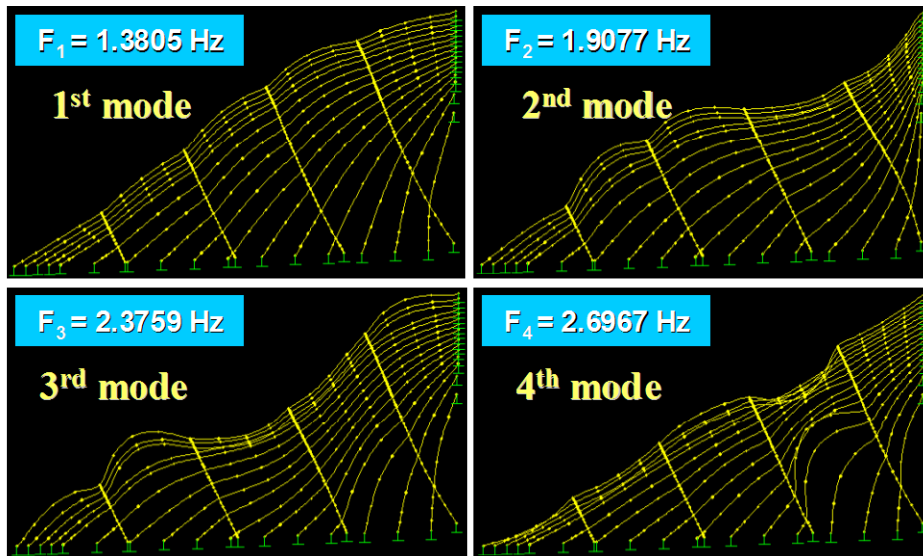 F₁ = 1.3805 Hz
1st mode
F₂ = 1.9077 Hz
2nd mode
F₃ = 2.3759 Hz
3rd mode
F₄ = 2.6967 Hz
4th mode